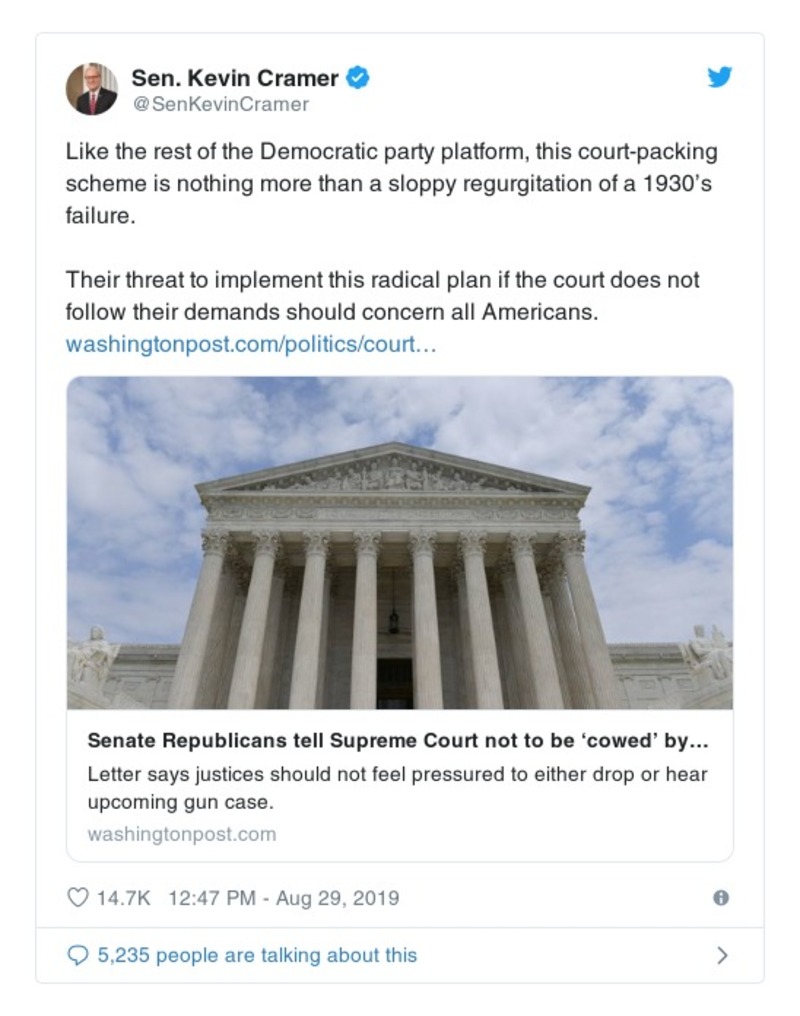 Sen. Kevin Cramer
@SenKevinCramer
Like the rest of the Democratic party platform, this court-packing
scheme is nothing more than a sloppy regurgitation of a 1930’s
failure.
Their threat to implement this radical plan if the court does not
follow their demands should concern all Americans.
washingtonpost.com/politics/court…
Senate Republicans tell Supreme Court not to be ‘cowed’ by…
Letter says justices should not feel pressured to either drop or hear
upcoming gun case.
washingtonpost.com
14.7K 12:47 PM - Aug 29, 2019
5,235 people are talking about this